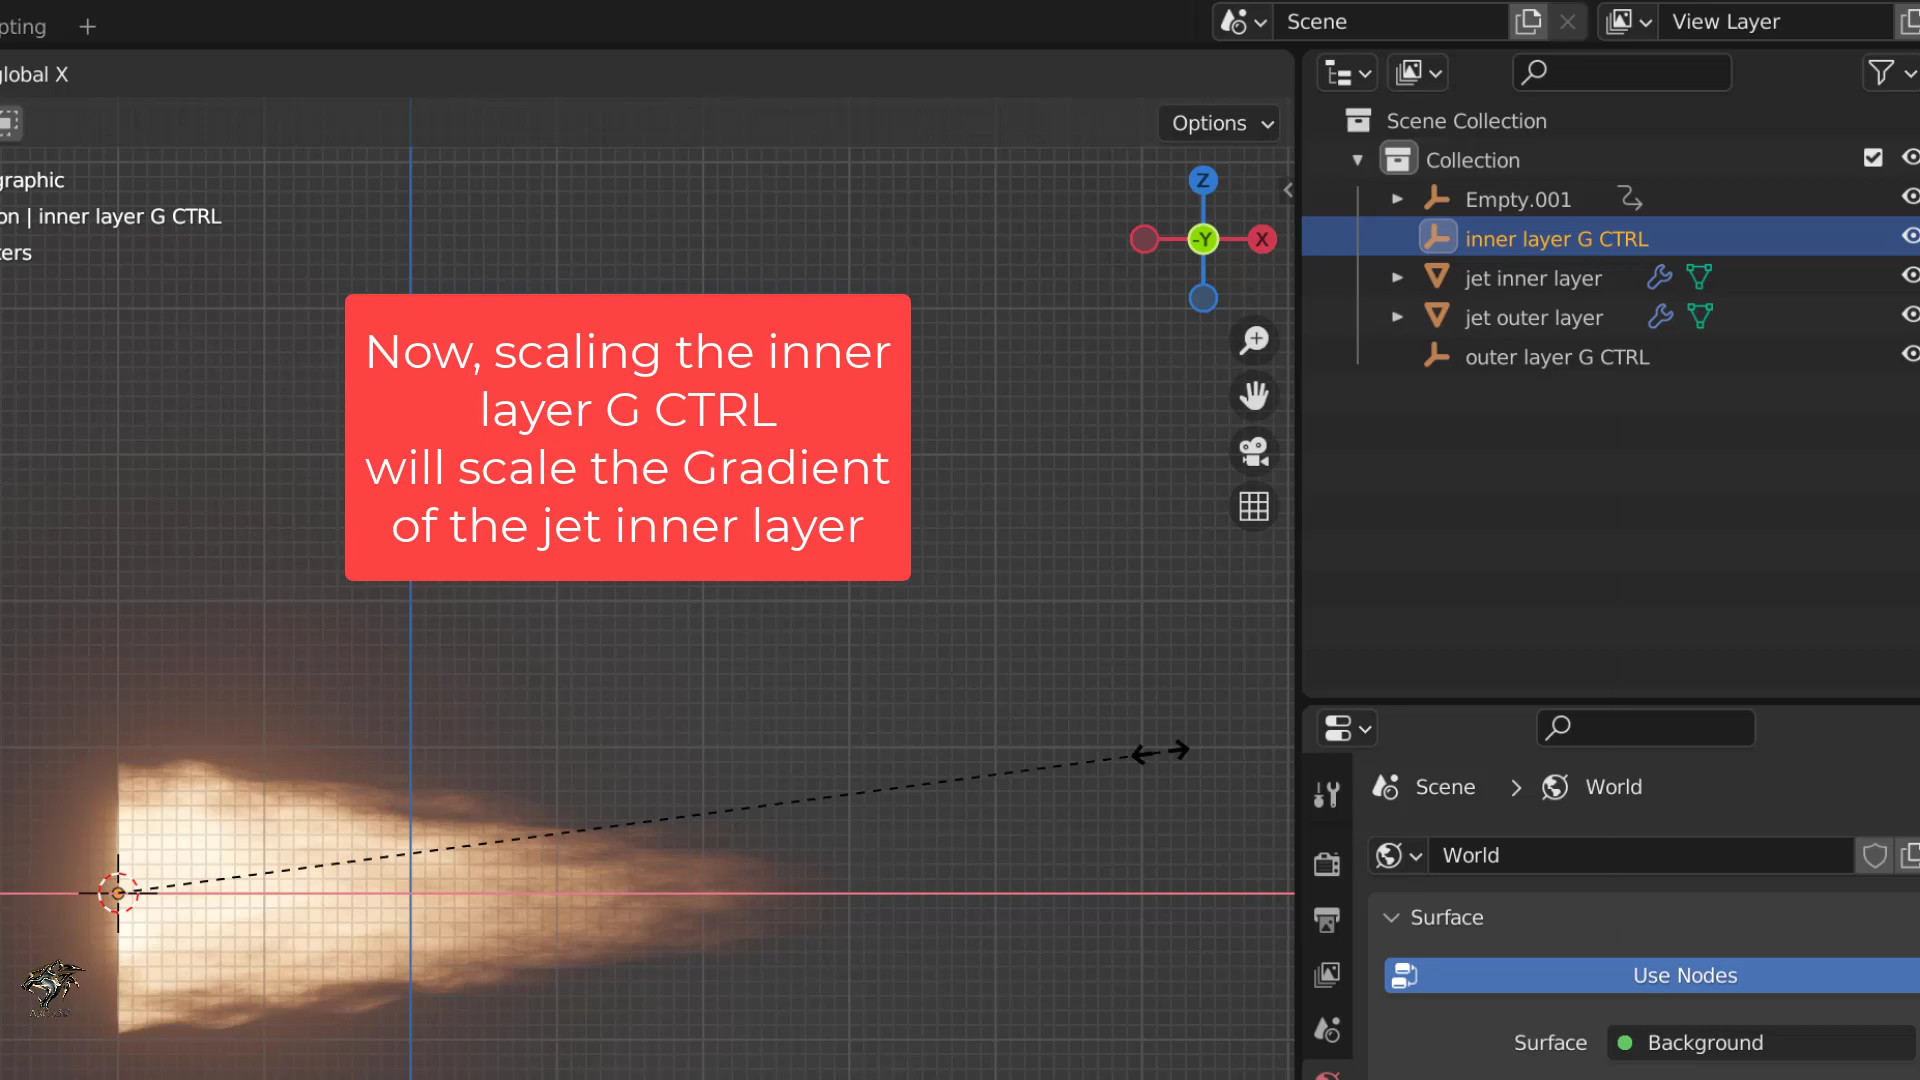 pting +
Scene
View Layer
global X
Options
graphic
on | inner layer G CTRL
ers
Z
-Y
X
Scene Collection
Collection
Empty.001
inner layer G CTRL
jet inner layer
jet outer layer
outer layer G CTRL
Now, scaling the inner
layer G CTRL
will scale the Gradient
of the jet inner layer
Scene > World
World
Surface
Use Nodes
Surface
Background